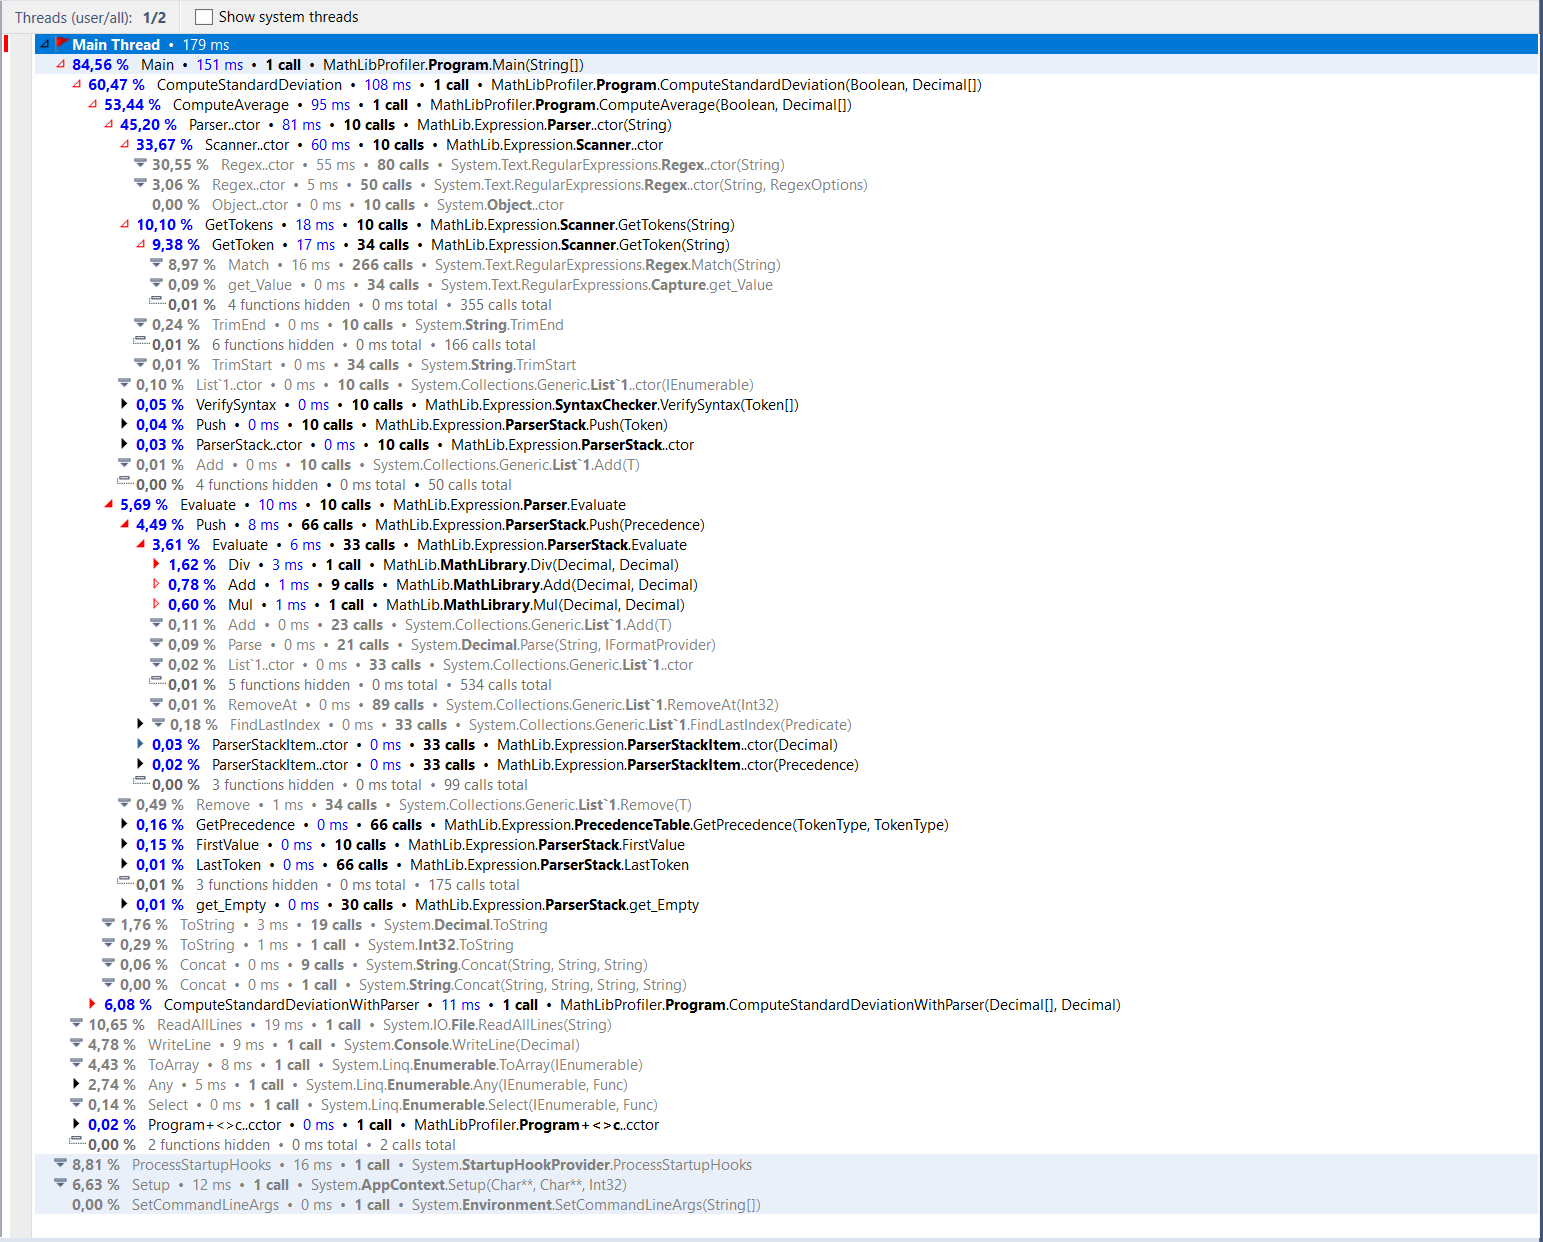 Threads (user/all): 1/2 Show system threads
Main Thread • 179 ms
84,56 % Main • 151 ms • 1 call • MathLibProfiler.Program.Main(String[])
60,47 % ComputeStandardDeviation • 108 ms • 1 call • MathLibProfiler.Program.ComputeStandardDeviation(Boolean, Decimal[])
53,44 % ComputeAverage • 95 ms • 1 call • MathLibProfiler.Program.ComputeAverage(Boolean, Decimal[])
45,20 % Parser..ctor • 81 ms • 10 calls • MathLib.Expression.Parser..ctor(String)
33,67 % Scanner..ctor • 60 ms • 10 calls • MathLib.Expression.Scanner..ctor
30,55 % Regex..ctor • 55 ms • 80 calls • System.Text.RegularExpressions.Regex..ctor(String)
3,06 % Regex..ctor • 5 ms • 50 calls • System.Text.RegularExpressions.Regex..ctor(String, RegexOptions)
0,00 % Object..ctor • 0 ms • 10 calls • System.Object..ctor
10,10 % GetTokens • 18 ms • 10 calls • MathLib.Expression.Scanner.GetTokens(String)
9,38 % GetToken • 17 ms • 34 calls • MathLib.Expression.Scanner.GetToken(String)
8,97 % Match • 16 ms • 266 calls • System.Text.RegularExpressions.Regex.Match(String)
0,09 % get_Value • 0 ms • 34 calls • System.Text.RegularExpressions.Capture.get_Value
0,01 % 4 functions hidden • 0 ms total • 355 calls total
0,24 % TrimEnd • 0 ms • 10 calls • System.String.TrimEnd
0,01 % 6 functions hidden • 0 ms total • 166 calls total
0,01 % TrimStart • 0 ms • 34 calls • System.String.TrimStart
0,10 % List`1..ctor • 0 ms • 10 calls • System.Collections.Generic.List`1..ctor(IEnumerable)
0,05 % VerifySyntax • 0 ms • 10 calls • MathLib.Expression.SyntaxChecker.VerifySyntax(Token[])
0,04 % Push • 0 ms • 10 calls • MathLib.Expression.ParserStack.Push(Token)
0,03 % ParserStack..ctor • 0 ms • 10 calls • MathLib.Expression.ParserStack..ctor
0,01 % Add • 0 ms • 10 calls • System.Collections.Generic.List`1.Add(T)
0,00 % 4 functions hidden • 0 ms total • 50 calls total
5,69 % Evaluate • 10 ms • 10 calls • MathLib.Expression.Parser.Evaluate
4,49 % Push • 8 ms • 66 calls • MathLib.Expression.ParserStack.Push(Precedence)
3,61 % Evaluate • 6 ms • 33 calls • MathLib.Expression.ParserStack.Evaluate
1,62 % Div • 3 ms • 1 call • MathLib.MathLibrary.Div(Decimal, Decimal)
0,78 % Add • 1 ms • 9 calls • MathLib.MathLibrary.Add(Decimal, Decimal)
0,60 % Mul • 1 ms • 1 call • MathLib.MathLibrary.Mul(Decimal, Decimal)
0,11 % Add • 0 ms • 23 calls • System.Collections.Generic.List`1.Add(T)
0,09 % Parse • 0 ms • 21 calls • System.Decimal.Parse(String, IFormatProvider)
0,02 % List`1..ctor • 0 ms • 33 calls • System.Collections.Generic.List`1..ctor
0,01 % 5 functions hidden • 0 ms total • 534 calls total
0,01 % RemoveAt • 0 ms • 89 calls • System.Collections.Generic.List`1.RemoveAt(Int32)
0,18 % FindLastIndex • 0 ms • 33 calls • System.Collections.Generic.List`1.FindLastIndex(Predicate)
0,03 % ParserStackItem..ctor • 0 ms • 33 calls • MathLib.Expression.ParserStackItem..ctor(Decimal)
0,02 % ParserStackItem..ctor • 0 ms • 33 calls • MathLib.Expression.ParserStackItem..ctor(Precedence)
0,00 % 3 functions hidden • 0 ms total • 99 calls total
0,49 % Remove • 1 ms • 34 calls • System.Collections.Generic.List`1.Remove(T)
0,16 % GetPrecedence • 0 ms • 66 calls • MathLib.Expression.PrecedenceTable.GetPrecedence(TokenType, TokenType)
0,15 % FirstValue • 0 ms • 10 calls • MathLib.Expression.ParserStack.FirstValue
0,01 % LastToken • 0 ms • 66 calls • MathLib.Expression.ParserStack.LastToken
0,01 % 3 functions hidden • 0 ms total • 175 calls total
0,01 % get_Empty • 0 ms • 30 calls • MathLib.Expression.ParserStack.get_Empty
1,76 % ToString • 3 ms • 19 calls • System.Decimal.ToString
0,29 % ToString • 1 ms • 1 call • System.Int32.ToString
0,06 % Concat • 0 ms • 9 calls • System.String.Concat(String, String, String)
0,00 % Concat • 0 ms • 1 call • System.String.Concat(String, String, String, String)
6,08 % ComputeStandardDeviationWithParser • 11 ms • 1 call • MathLibProfiler.Program.ComputeStandardDeviationWithParser(Decimal[], Decimal)
10,65 % ReadAllLines • 19 ms • 1 call • System.IO.File.ReadAllLines(String)
4,78 % WriteLine • 9 ms • 1 call • System.Console.WriteLine(Decimal)
4,43 % ToArray • 8 ms • 1 call • System.Linq.Enumerable.ToArray(IEnumerable)
2,74 % Any • 5 ms • 1 call • System.Linq.Enumerable.Any(IEnumerable, Func)
0,14 % Select • 0 ms • 1 call • System.Linq.Enumerable.Select(IEnumerable, Func)
0,02 % Program+<>c..cctor • 0 ms • 1 call • MathLibProfiler.Program+<>c..cctor
0,00 % 2 functions hidden • 0 ms total • 2 calls total
8,81 % ProcessStartupHooks • 16 ms • 1 call • System.StartupHookProvider.ProcessStartupHooks
6,63 % Setup • 12 ms • 1 call • System.AppContext.Setup(Char**, Char**, Int32)
0,00 % SetCommandLineArgs • 0 ms • 1 call • System.Environment.SetCommandLineArgs(String[])